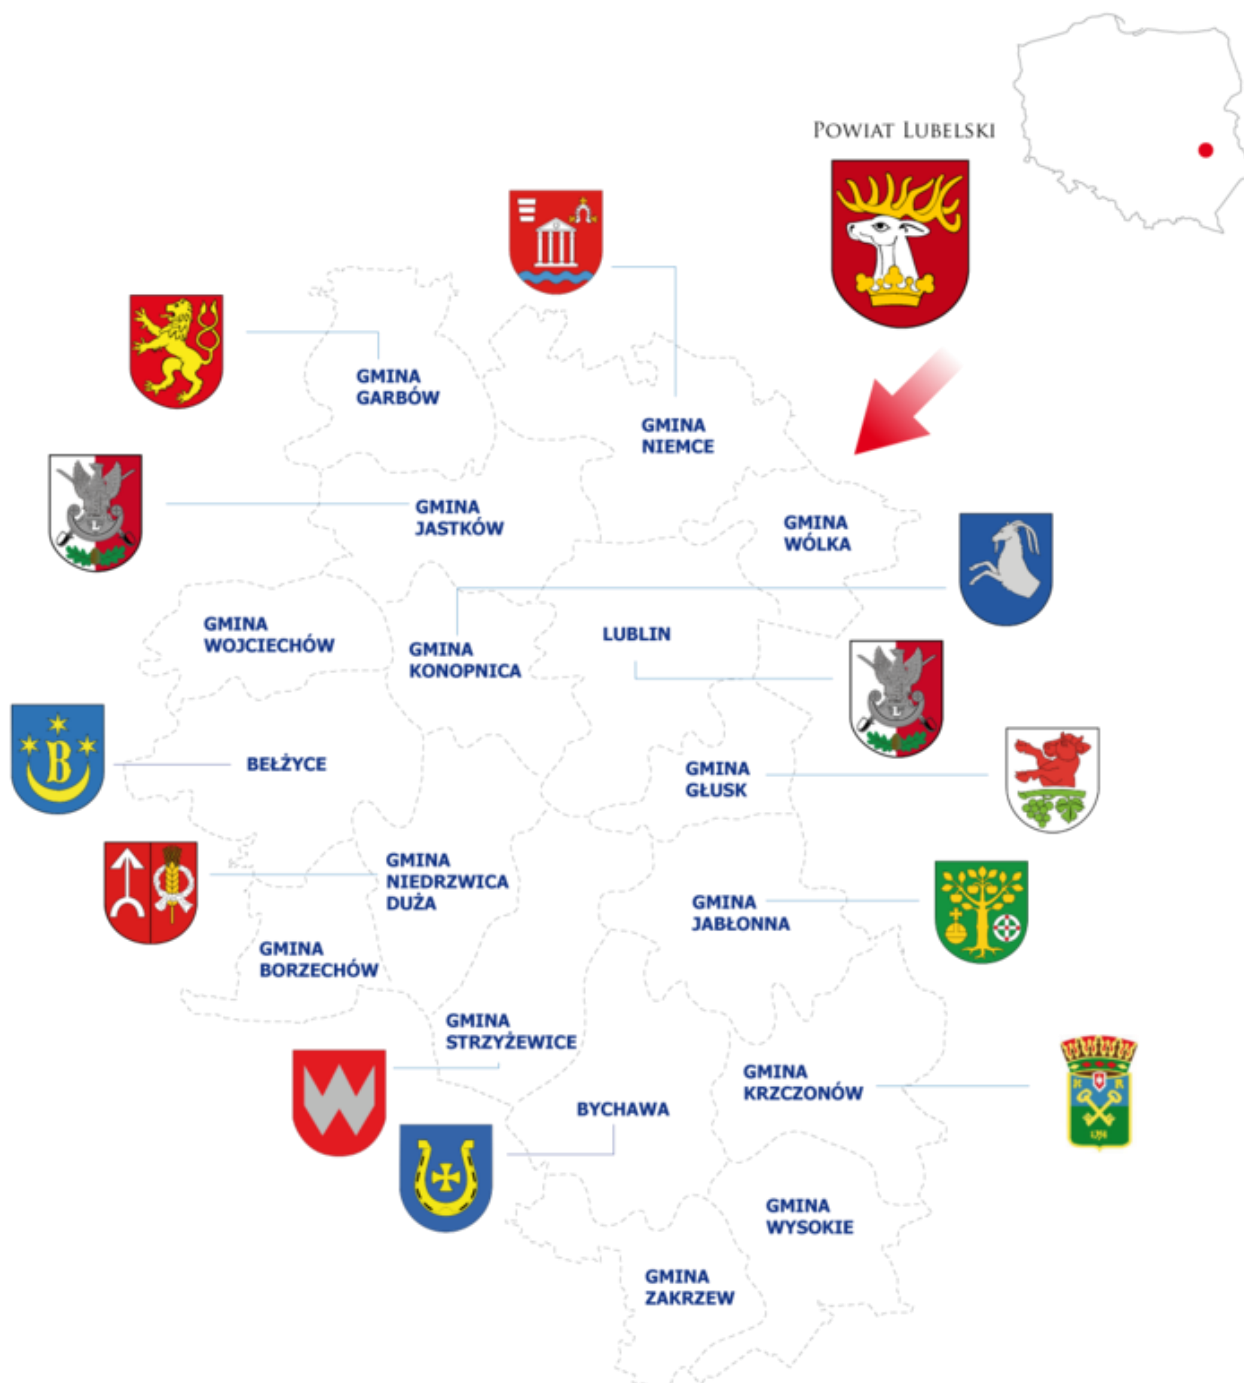 POWIAT LUBELSKI
GMINA
GARBÓW
GMINA
NIEMCE
GMINA
JASTKÓW
L
GMINA
WÓLKA
GMINA
WOJCIECHÓW
GMINA
KONOPNICA
LUBLIN
L
B
BEŁŻYCE
GMINA
GŁUSK
GMINA
NIEDRZWICA
DUŻA
GMINA
JABŁONNA
GMINA
BORZECHÓW
GMINA
STRZYŻEWICE
GMINA
KRZCZONÓW
BYCHAWA
GMINA
WYSOKIE
GMINA
ZAKRZEW